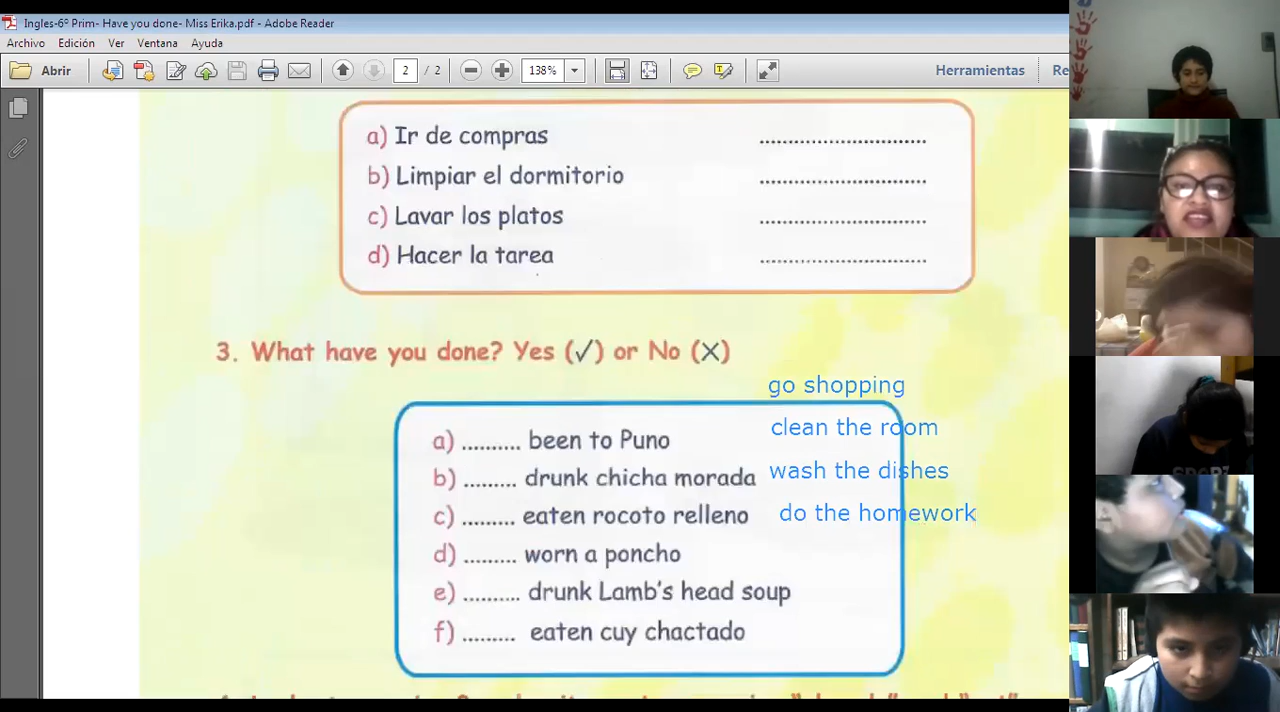 Ingles-6º Prim- Have you done- Miss Erika.pdf - Adobe Reader
Archivo Edición Ver Ventana Ayuda
Abrir 2 / 2 138% Herramientas Re
a) Ir de compras ..............................
b) Limpiar el dormitorio ..............................
c) Lavar los platos ..............................
d) Hacer la tarea ..............................
3. What have you done? Yes (✓) or No (X)
go shopping
clean the room
a) .......... been to Puno
b) ......... drunk chicha morada
wash the dishes
c) ......... eaten rocoto relleno
do the homework
d) ......... worn a poncho
e) .......... drunk Lamb's head soup
f) ......... eaten cuy chactado